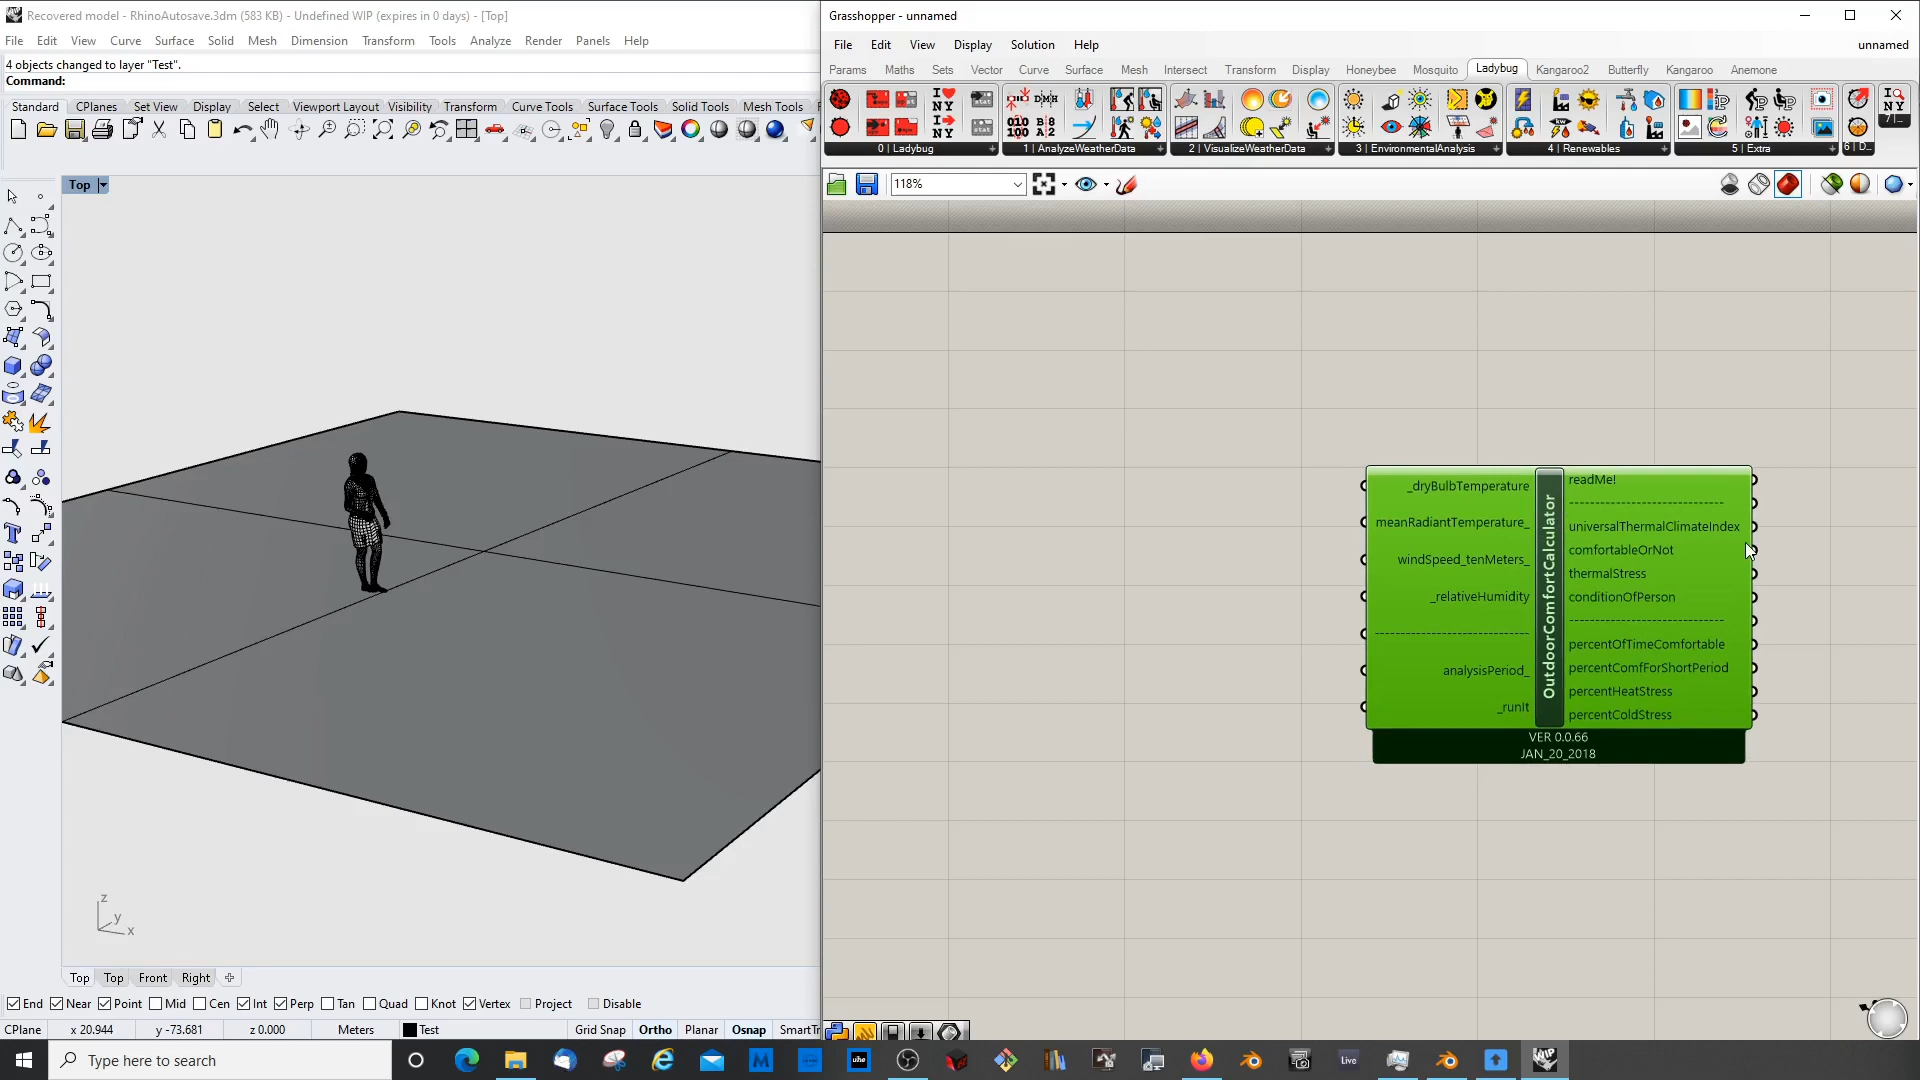 Recovered model - RhinoAutosave.3dm (583 KB) - Undefined WIP (expires in 0 days) - [Top]
File Edit View Curve Surface Solid Mesh Dimension Transform Tools Analyze Render Panels Help
4 objects changed to layer "Test".
Command:
Standard CPlanes Set View Display Select Viewport Layout Visibility Transform Curve Tools Surface Tools Solid Tools Mesh Tools
Top
Top Top Front Right
End Near Point Mid Cen Int Perp Tan Quad Knot Vertex Project Disable
CPlane x 20.944 y -73.681 z 0.000 Meters Test Grid Snap Ortho Planar Osnap SmartTr
z
y
x
Grasshopper - unnamed
File Edit View Display Solution Help unnamed
Params Maths Sets Vector Curve Surface Mesh Intersect Transform Display Honeybee Mosquito Ladybug Kangaroo2 Butterfly Kangaroo Anemone
0 | Ladybug 1 | AnalyzeWeatherData 2 | VisualizeWeatherData 3 | EnvironmentalAnalysis 4 | Renewables 5 | Extra 6 | D... 7 |...
118%
_dryBulbTemperature
meanRadiantTemperature_
windSpeed_tenMeters_
_relativeHumidity
----------------------------
analysisPeriod_
_runIt
OutdoorComfortCalculator
readMe!
----------------------------
universalThermalClimateIndex
comfortableOrNot
thermalStress
conditionOfPerson
----------------------------
percentOfTimeComfortable
percentComfForShortPeriod
percentHeatStress
percentColdStress
VER 0.0.66
JAN_20_2018
Type here to search
Live